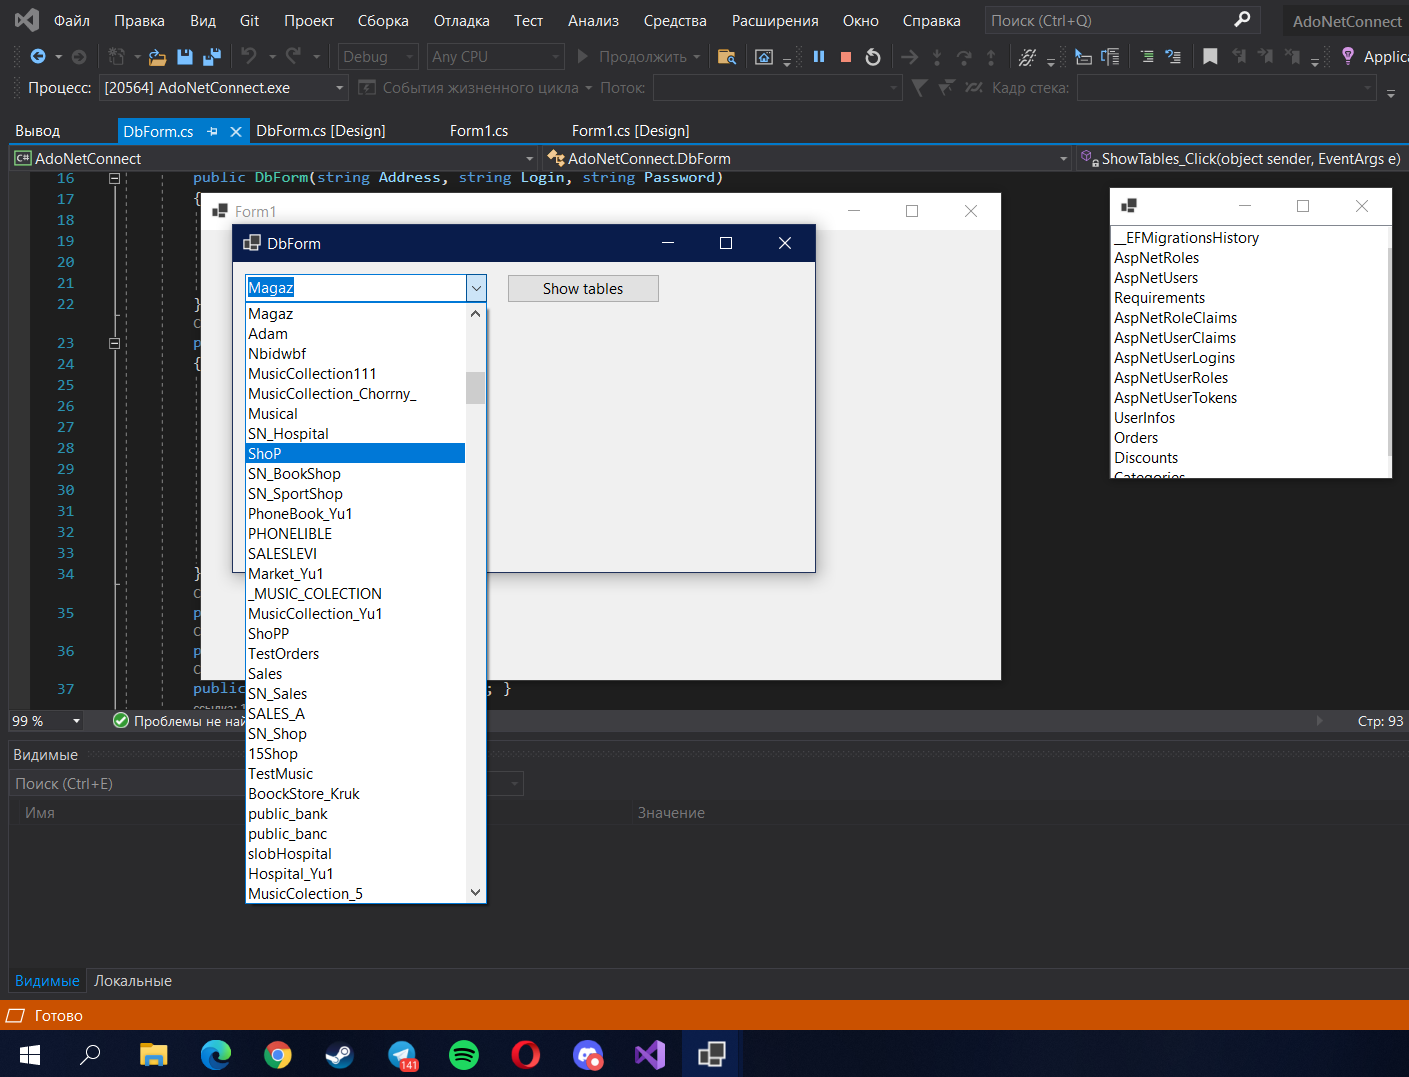 Файл Правка Вид Git Проект Сборка Отладка Тест Анализ Средства Расширения Окно Справка Поиск (Ctrl+Q) AdoNetConnect
Debug Any CPU Продолжить
Процесс: [20564] AdoNetConnect.exe События жизненного цикла Поток: Кадр стека:
Вывод DbForm.cs DbForm.cs [Design] Form1.cs Form1.cs [Design]
C# AdoNetConnect AdoNetConnect.DbForm ShowTables_Click(object sender, EventArgs e)
16 public DbForm(string Address, string Login, string Password)
17 {
18
19
20
21
22 }
23
24 {
25
26
27
28
29
30
31
32
33
34 }
35
36
37 public ; }
Form1
DbForm
Magaz Show tables
Magaz
Adam
Nbidwbf
MusicCollection111
MusicCollection_Chorrny_
Musical
SN_Hospital
ShoP
SN_BookShop
SN_SportShop
PhoneBook_Yu1
PHONELIBLE
SALESLEVI
Market_Yu1
_MUSIC_COLECTION
MusicCollection_Yu1
ShoPP
TestOrders
Sales
SN_Sales
SALES_A
SN_Shop
15Shop
TestMusic
BoockStore_Kruk
public_bank
public_banc
slobHospital
Hospital_Yu1
MusicColection_5
__EFMigrationsHistory
AspNetRoles
AspNetUsers
Requirements
AspNetRoleClaims
AspNetUserClaims
AspNetUserLogins
AspNetUserRoles
AspNetUserTokens
UserInfos
Orders
Discounts
Categories
99 % Проблемы не Стр: 93
Видимые
Поиск (Ctrl+E)
Имя Значение
Видимые Локальные
Готово
141